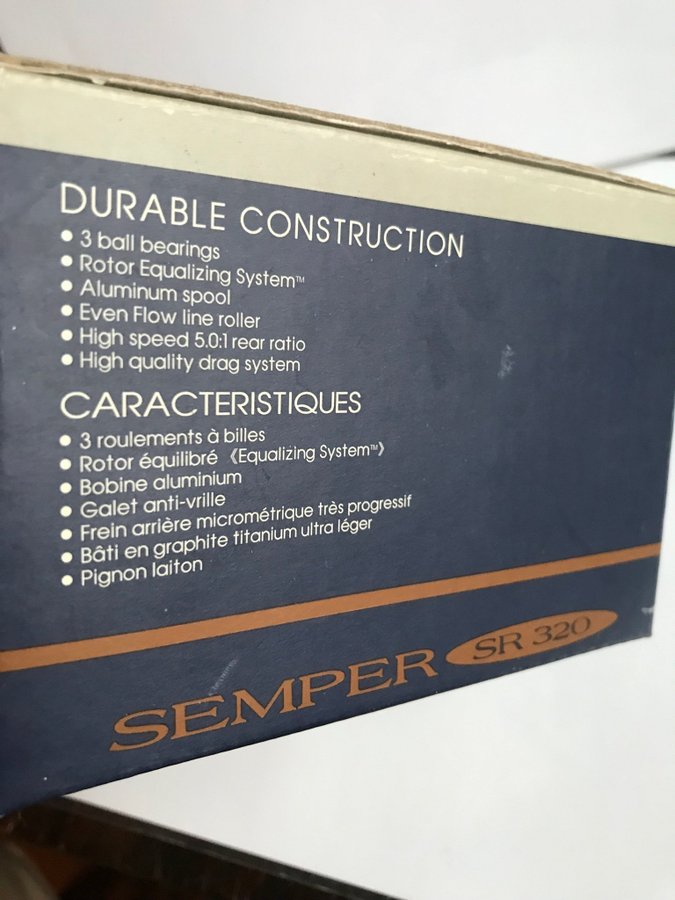 DURABLE CONSTRUCTION
• 3 ball bearings
• Rotor Equalizing System™
• Aluminum spool
• Even Flow line roller
• High speed 5.0:1 rear ratio
• High quality drag system
CARACTERISTIQUES
• 3 roulements à billes
• Rotor équilibré 《Equalizing System™》
• Bobine aluminium
• Galet anti-vrille
• Frein arrière micrométrique très progressif
• Bâti en graphite titanium ultra léger
• Pignon laiton
SEMPER SR 320